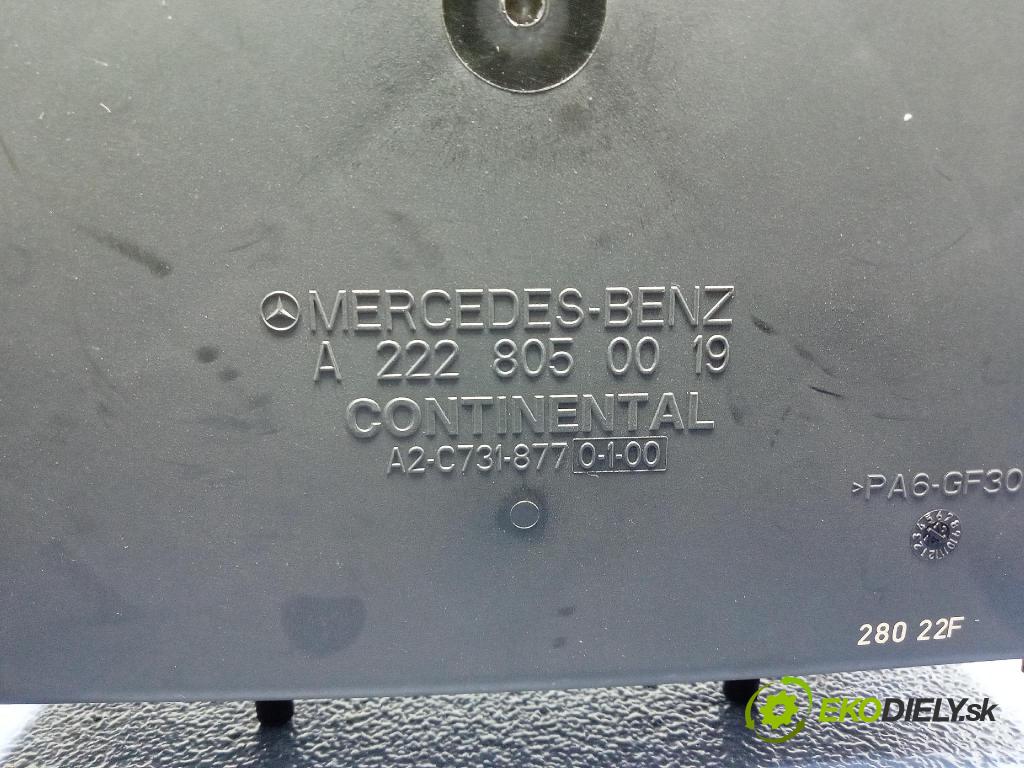 MERCEDES-BENZ
A 222 805 00 19
CONTINENTAL
A2-C731-877 0-1-00
>PA6-GF30
280 22F
EKODIELY.sk